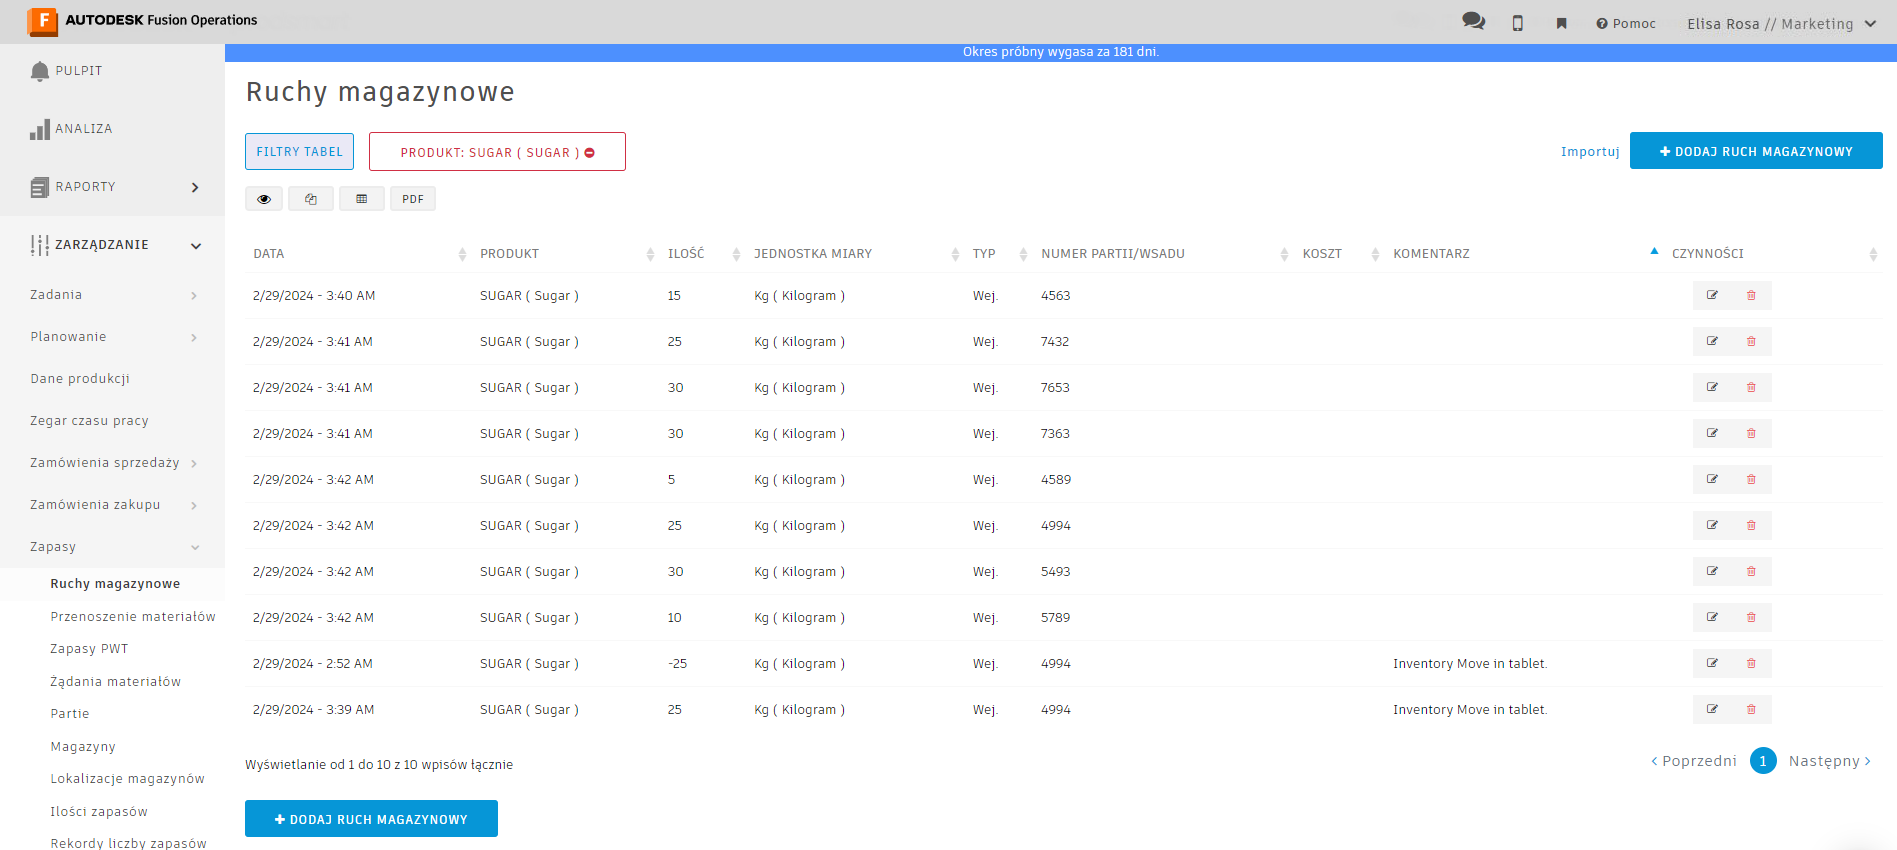 AUTODESK Fusion Operations
Pomoc
Elisa Rosa // Marketing
Okres próbny wygasa za 181 dni.
PULPIT
ANALIZA
RAPORTY
ZARZĄDZANIE
Zadania
Planowanie
Dane produkcji
Zegar czasu pracy
Zamówienia sprzedaży
Zamówienia zakupu
Zapasy
Ruchy magazynowe
Przenoszenie materiałów
Zapasy PWT
Żądania materiałów
Partie
Magazyny
Lokalizacje magazynów
Ilości zapasów
Rekordy liczby zapasów
Ruchy magazynowe
FILTRY TABEL
PRODUKT: SUGAR ( SUGAR )
Importuj
DODAJ RUCH MAGAZYNOWY
PDF
DATA PRODUKT ILOŚĆ JEDNOSTKA MIARY TYP NUMER PARTII/WSADU KOSZT KOMENTARZ CZYNNOŚCI
2/29/2024 - 3:40 AM SUGAR ( Sugar ) 15 Kg ( Kilogram ) Wej. 4563
2/29/2024 - 3:41 AM SUGAR ( Sugar ) 25 Kg ( Kilogram ) Wej. 7432
2/29/2024 - 3:41 AM SUGAR ( Sugar ) 30 Kg ( Kilogram ) Wej. 7653
2/29/2024 - 3:41 AM SUGAR ( Sugar ) 30 Kg ( Kilogram ) Wej. 7363
2/29/2024 - 3:42 AM SUGAR ( Sugar ) 5 Kg ( Kilogram ) Wej. 4589
2/29/2024 - 3:42 AM SUGAR ( Sugar ) 25 Kg ( Kilogram ) Wej. 4994
2/29/2024 - 3:42 AM SUGAR ( Sugar ) 30 Kg ( Kilogram ) Wej. 5493
2/29/2024 - 3:42 AM SUGAR ( Sugar ) 10 Kg ( Kilogram ) Wej. 5789
2/29/2024 - 2:52 AM SUGAR ( Sugar ) -25 Kg ( Kilogram ) Wej. 4994 Inventory Move in tablet.
2/29/2024 - 3:39 AM SUGAR ( Sugar ) 25 Kg ( Kilogram ) Wej. 4994 Inventory Move in tablet.
Wyświetlanie od 1 do 10 z 10 wpisów łącznie
< Poprzedni 1 Następny >
DODAJ RUCH MAGAZYNOWY